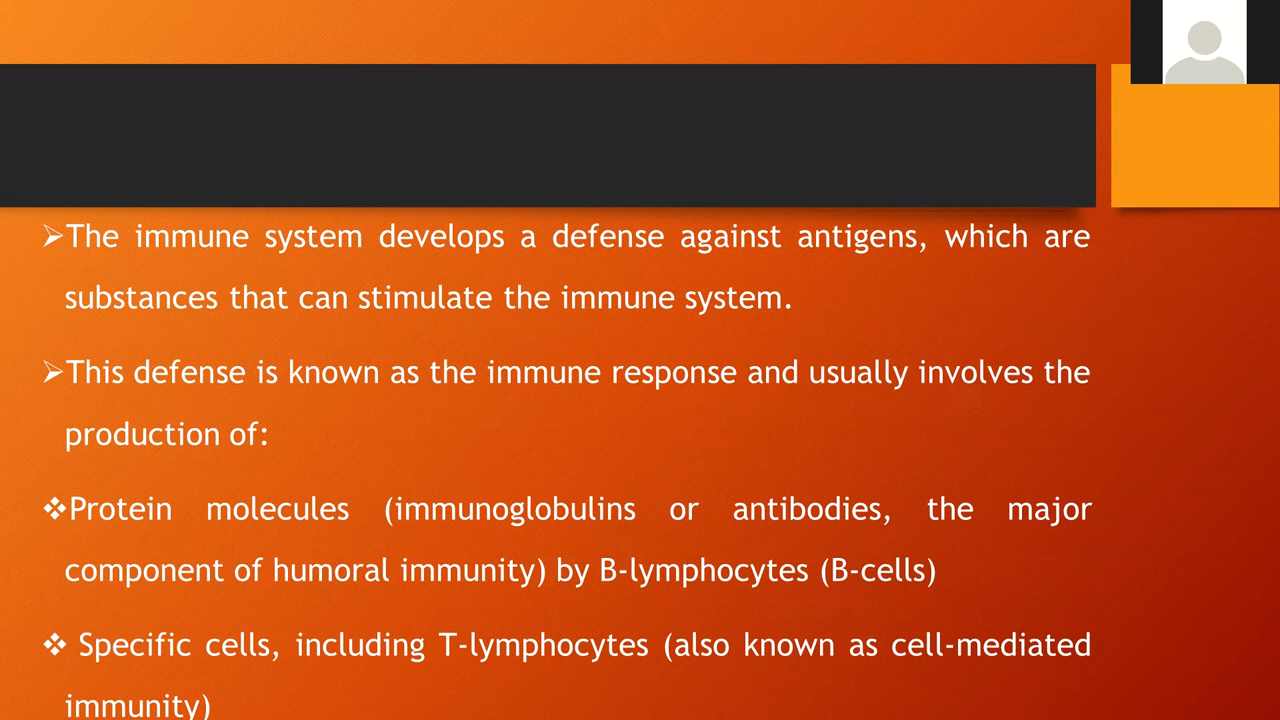 ➢The immune system develops a defense against antigens, which are
substances that can stimulate the immune system.
➢This defense is known as the immune response and usually involves the
production of:
❖Protein molecules (immunoglobulins or antibodies, the major
component of humoral immunity) by B-lymphocytes (B-cells)
❖ Specific cells, including T-lymphocytes (also known as cell-mediated
immunity)